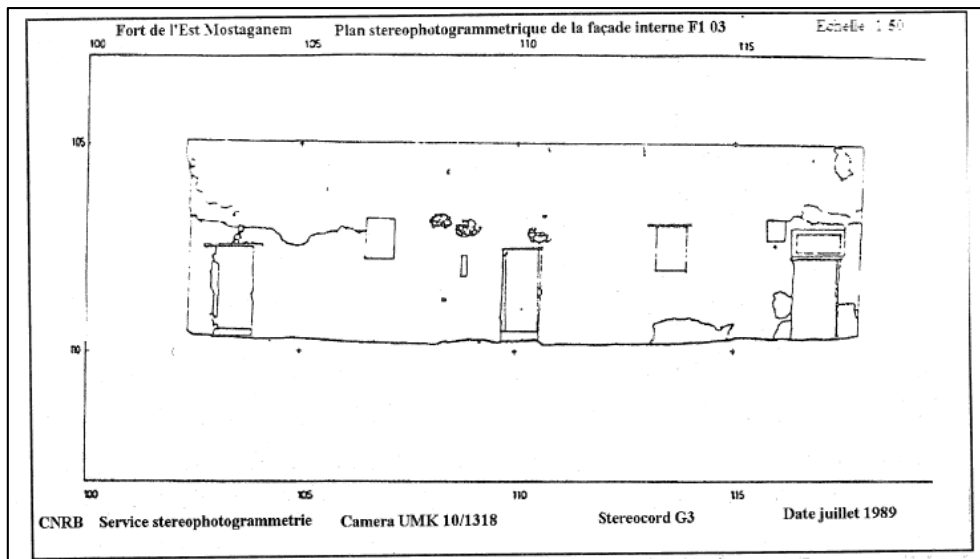 Fort de l'Est Mostaganem Plan stereophotogrammetrique de la façade interne F1 03 Echelle 1 50
100 105 110 115
105
110
100 105 110 115
CNRB Service stereophotogrammetrie Camera UMK 10/1318 Stereocord G3 Date juillet 1989